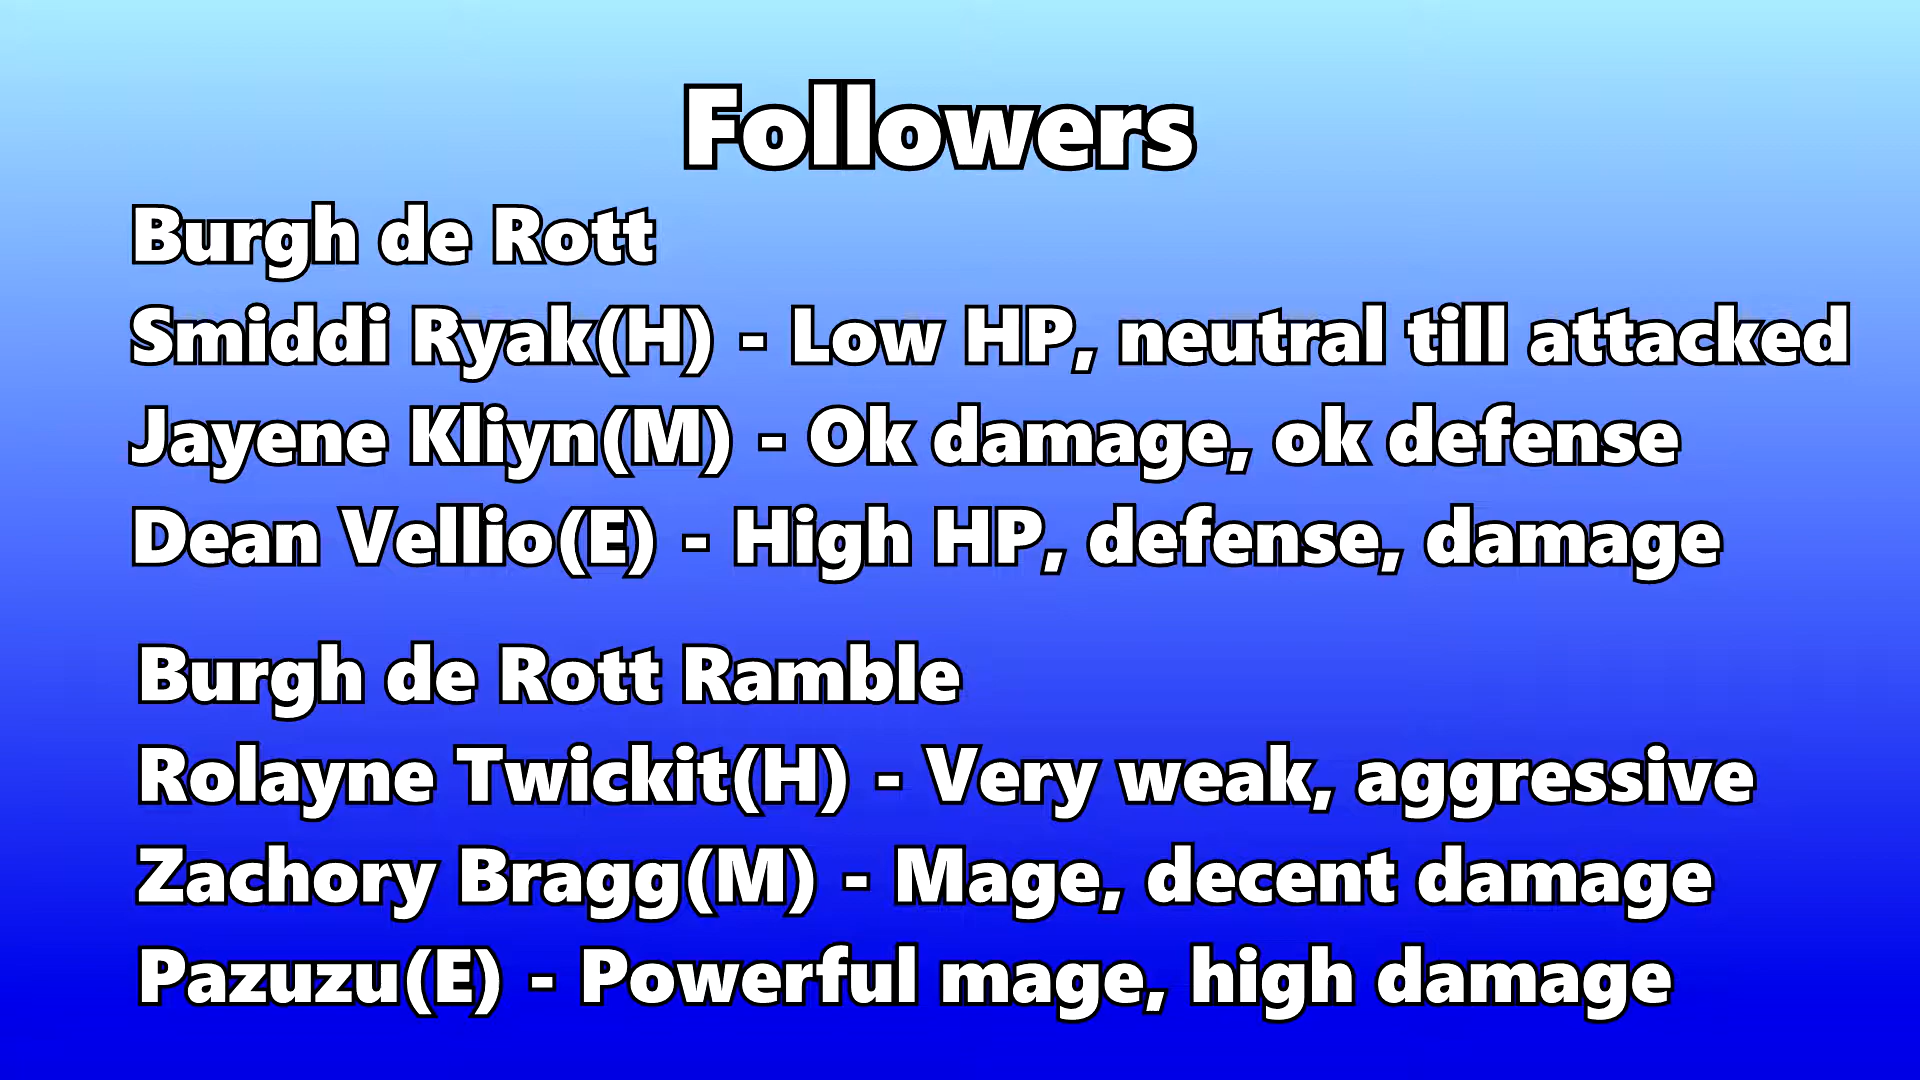 Followers
Burgh de Rott
Smiddi Ryak(H) - Low HP, neutral till attacked
Jayene Kliyn(M) - Ok damage, ok defense
Dean Vellio(E) - High HP, defense, damage
Burgh de Rott Ramble
Rolayne Twickit(H) - Very weak, aggressive
Zachory Bragg(M) - Mage, decent damage
Pazuzu(E) - Powerful mage, high damage